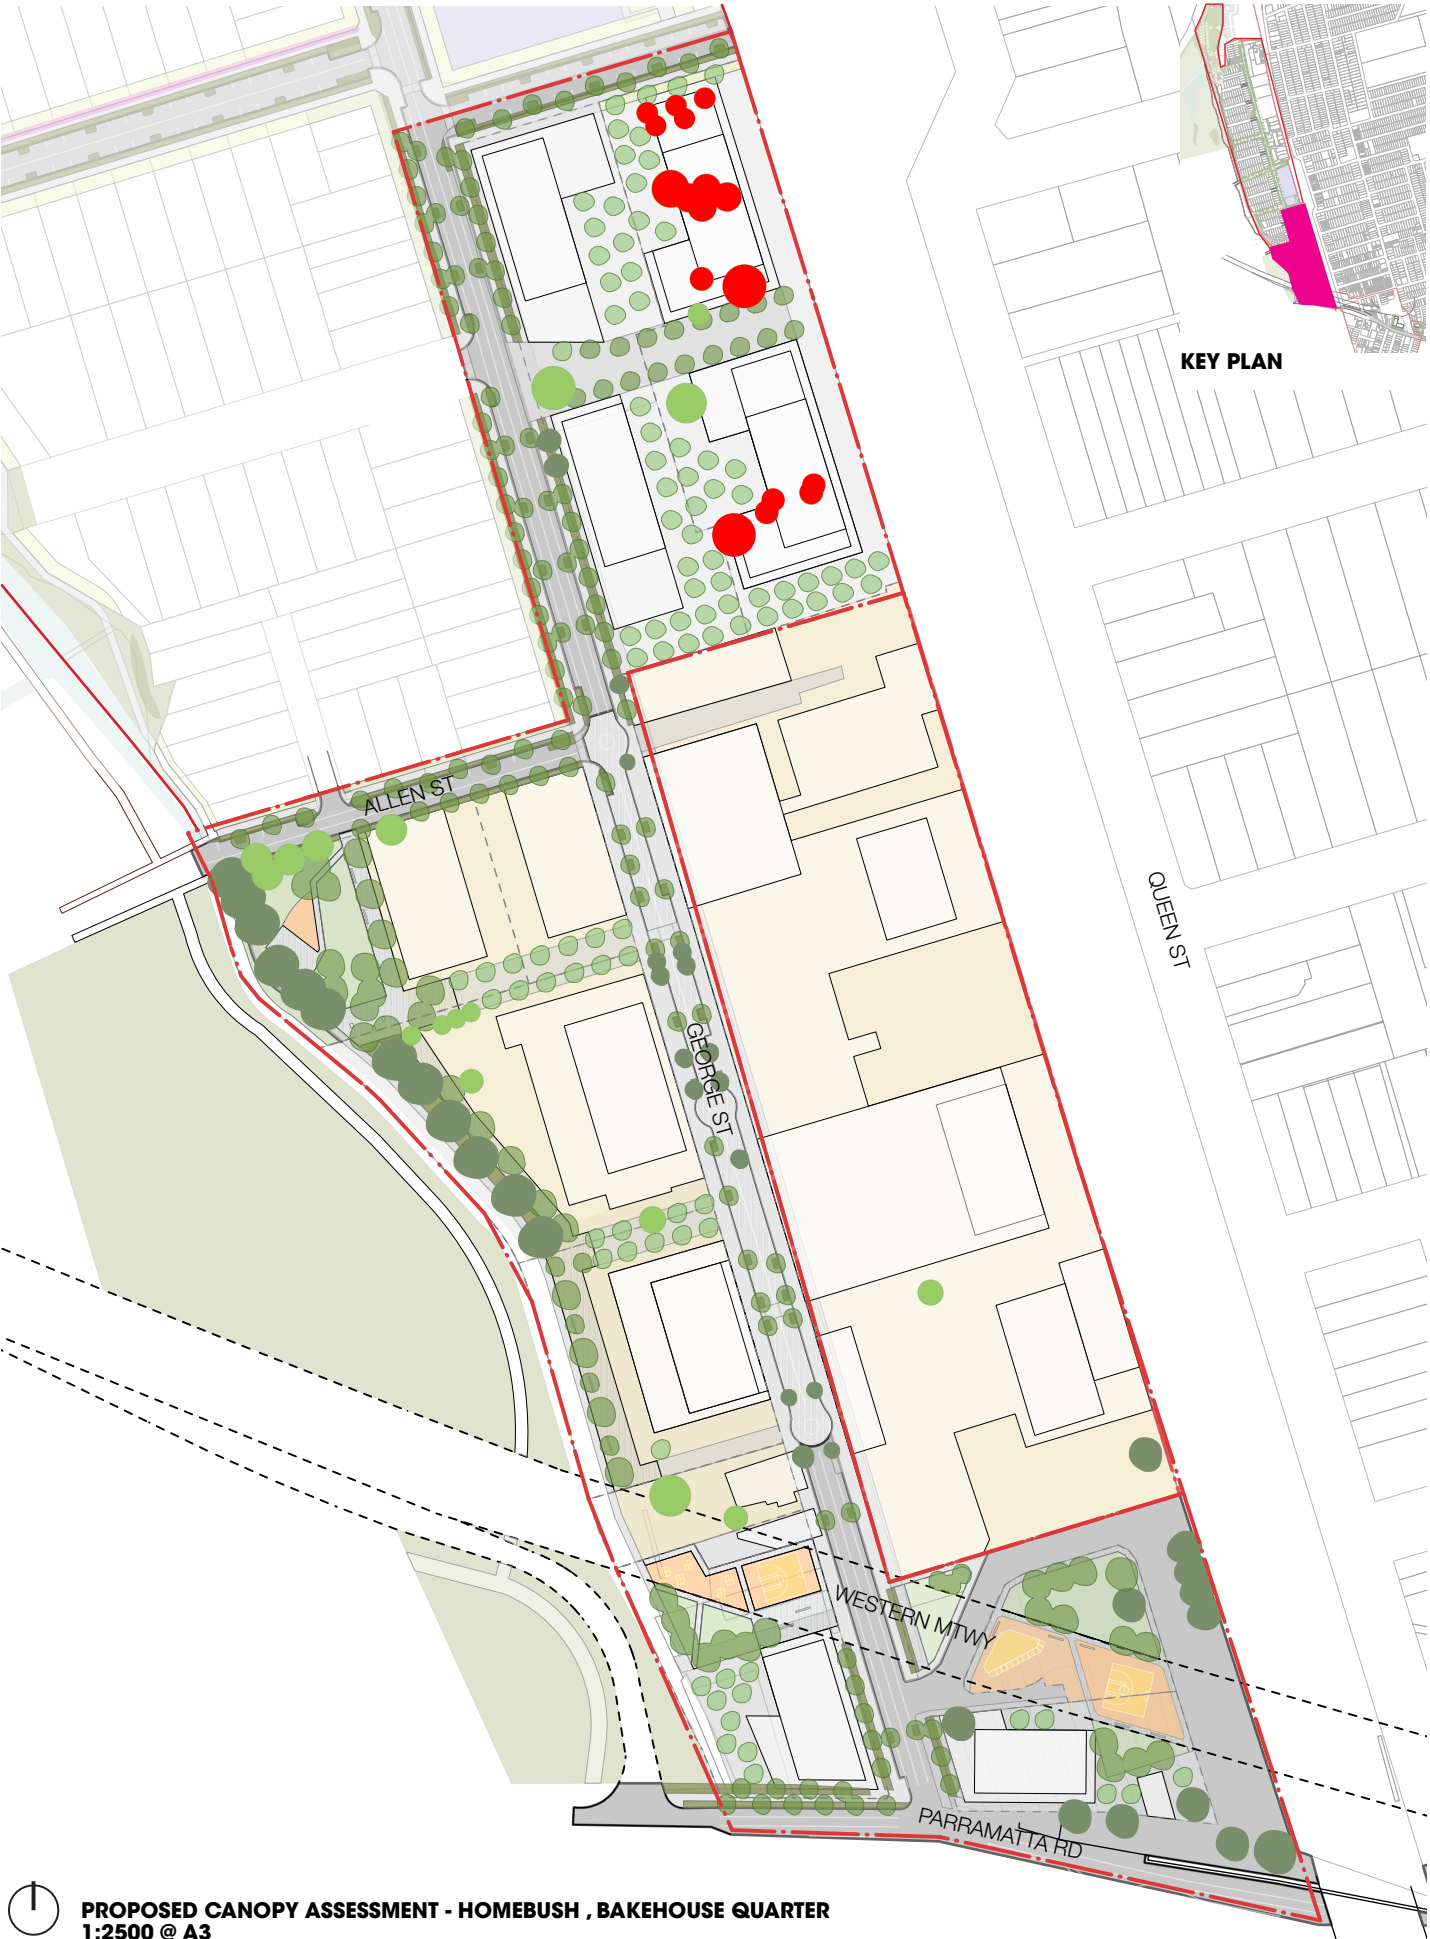 KEY PLAN
ALLEN ST
QUEEN ST
GEORGE ST
WESTERN MTWY
PARRAMATTA RD
PROPOSED CANOPY ASSESSMENT - HOMEBUSH , BAKEHOUSE QUARTER
1:2500 @ A3